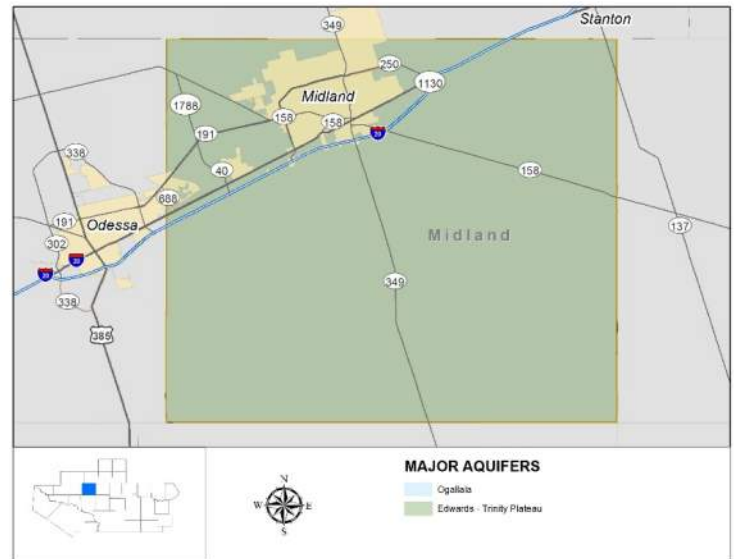 349
Stanton
250
1130
Midland
1788
158
158
191
20
338
40
158
688
191
Odessa
Midland
137
302
20
20
349
338
385
MAJOR AQUIFERS
N
W E
S
Ogallala
Edwards - Trinity Plateau